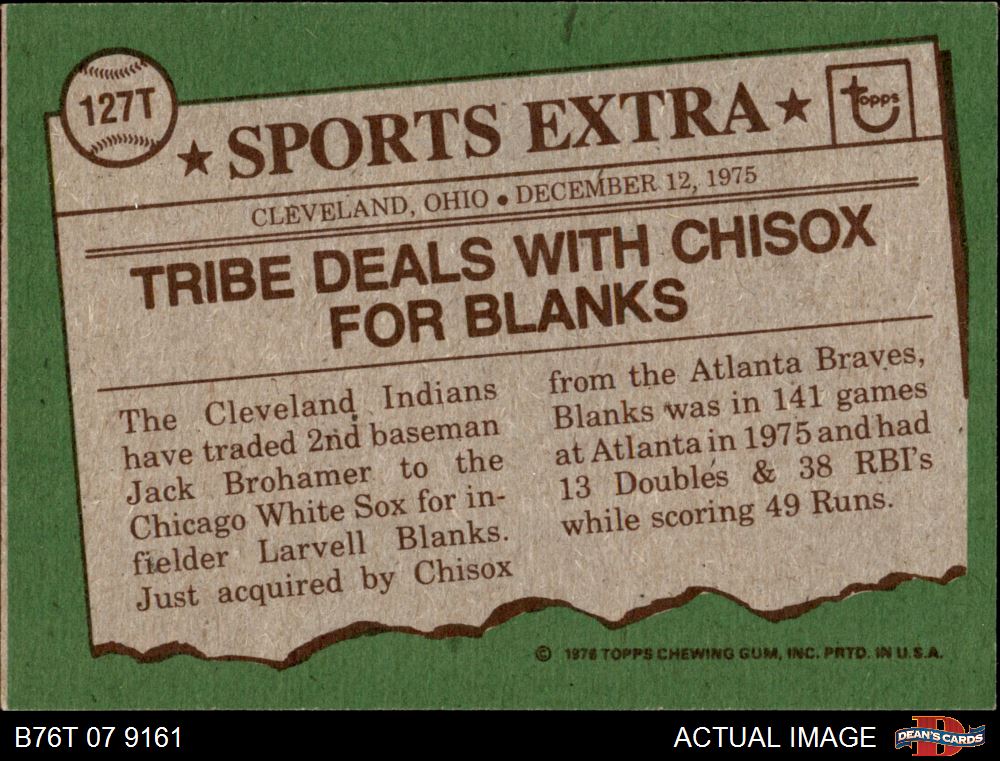 127T
★ SPORTS EXTRA ★
topps
CLEVELAND, OHIO • DECEMBER 12, 1975
TRIBE DEALS WITH CHISOX
FOR BLANKS
The Cleveland Indians
have traded 2nd baseman
Jack Brohamer to the
Chicago White Sox for in-
fielder Larvell Blanks.
Just acquired by Chisox
from the Atlanta Braves,
Blanks was in 141 games
at Atlanta in 1975 and had
13 Doubles & 38 RBI's
while scoring 49 Runs.
© 1976 TOPPS CHEWING GUM, INC. PRTD. IN U.S.A.
B76T 07 9161
ACTUAL IMAGE
D
DEAN'S CARDS